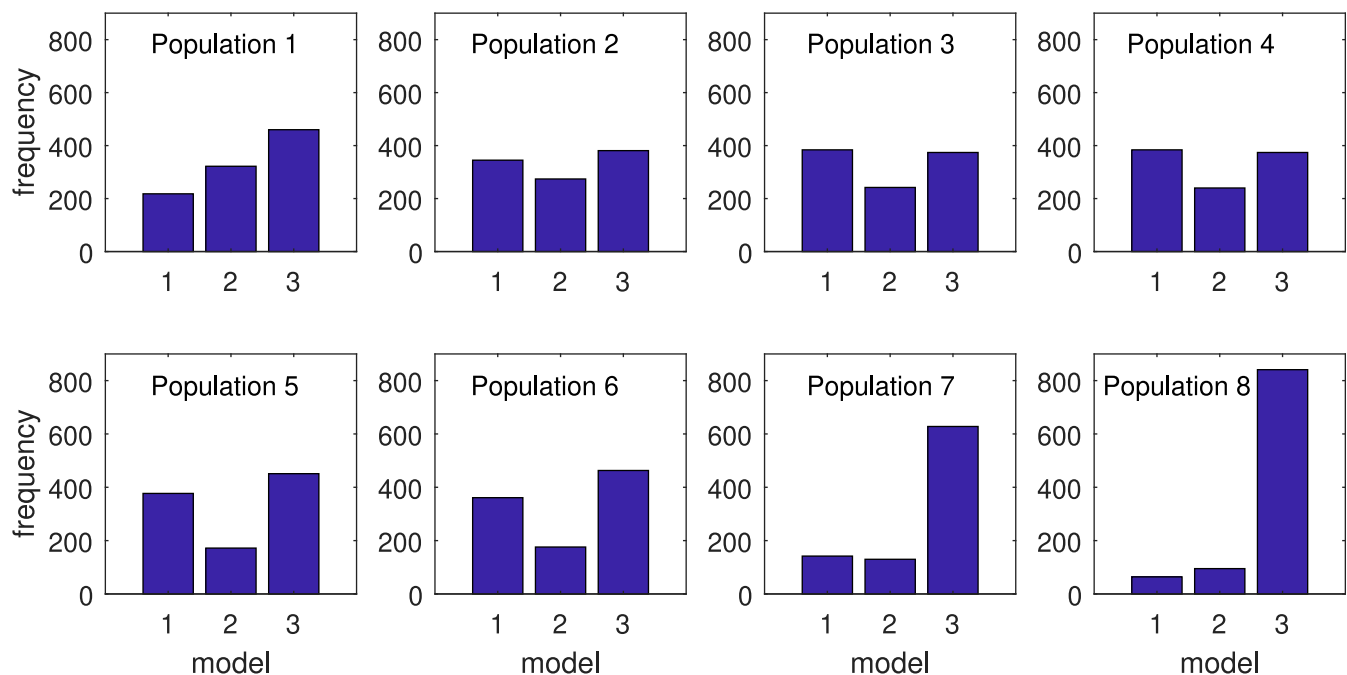 Population 1
800
600
400
200
0
frequency
1 2 3
Population 2
800
600
400
200
0
1 2 3
Population 3
800
600
400
200
0
1 2 3
Population 4
800
600
400
200
0
1 2 3
Population 5
800
600
400
200
0
frequency
1 2 3
model
Population 6
800
600
400
200
0
1 2 3
model
Population 7
800
600
400
200
0
1 2 3
model
Population 8
800
600
400
200
0
1 2 3
model